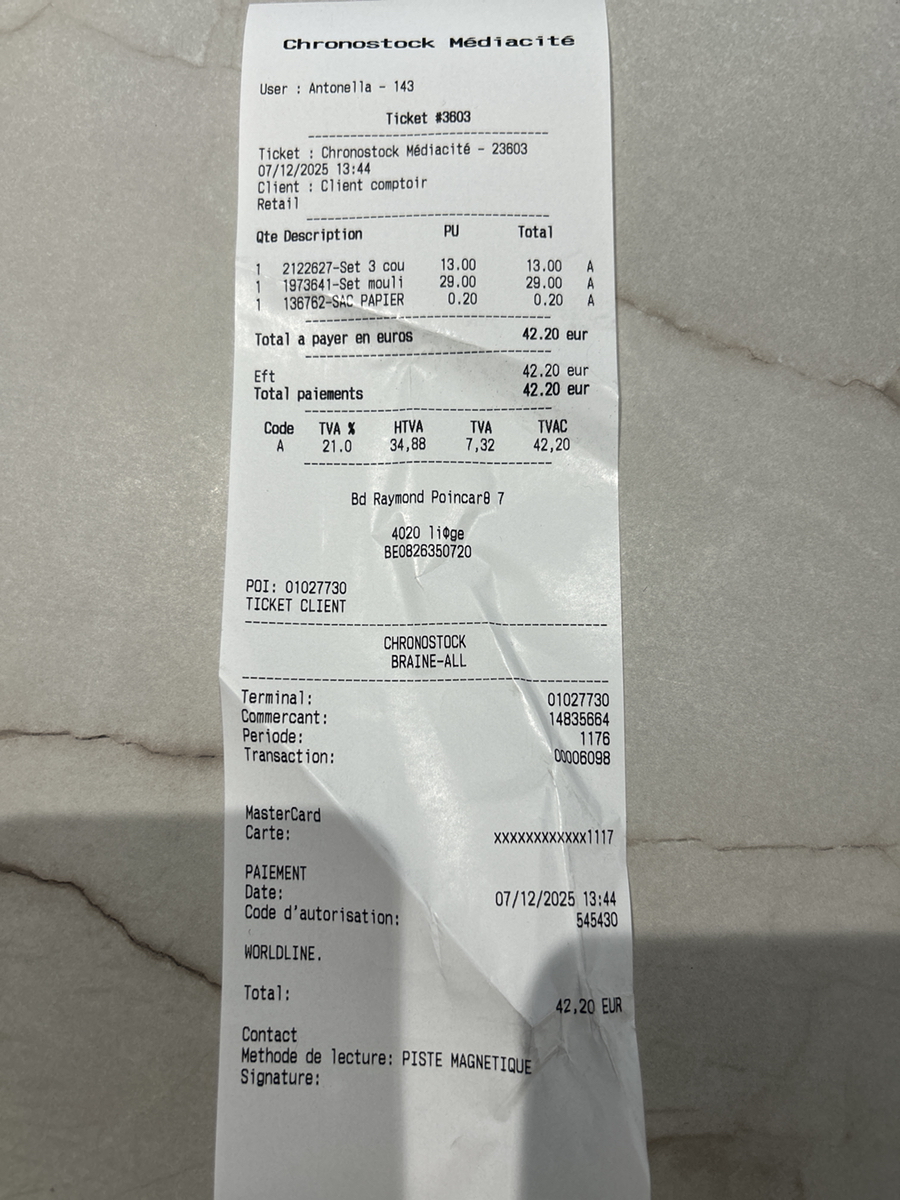 Chronostock Médiacité
User : Antonella - 143
Ticket #3603
Ticket : Chronostock Médiacité - 23603
07/12/2025 13:44
Client : Client comptoir
Retail
Qte Description PU Total
1 2122627-Set 3 cou 13.00 13.00 A
1 1973641-Set mouli 29.00 29.00 A
1 136762-SAC PAPIER 0.20 0.20 A
Total a payer en euros 42.20 eur
Eft 42.20 eur
Total paiements 42.20 eur
Code TVA % HTVA TVA TVAC
A 21.0 34,88 7,32 42,20
Bd Raymond Poincar8 7
4020 liΦge
BE0826350720
POI: 01027730
TICKET CLIENT
CHRONOSTOCK
BRAINE-ALL
Terminal: 01027730
Commercant: 14835664
Periode: 1176
Transaction: 00006098
MasterCard
Carte: xxxxxxxxxxxx1117
PAIEMENT
Date: 07/12/2025 13:44
Code d'autorisation: 545430
WORLDLINE.
Total: 42,20 EUR
Contact
Methode de lecture: PISTE MAGNETIQUE
Signature: